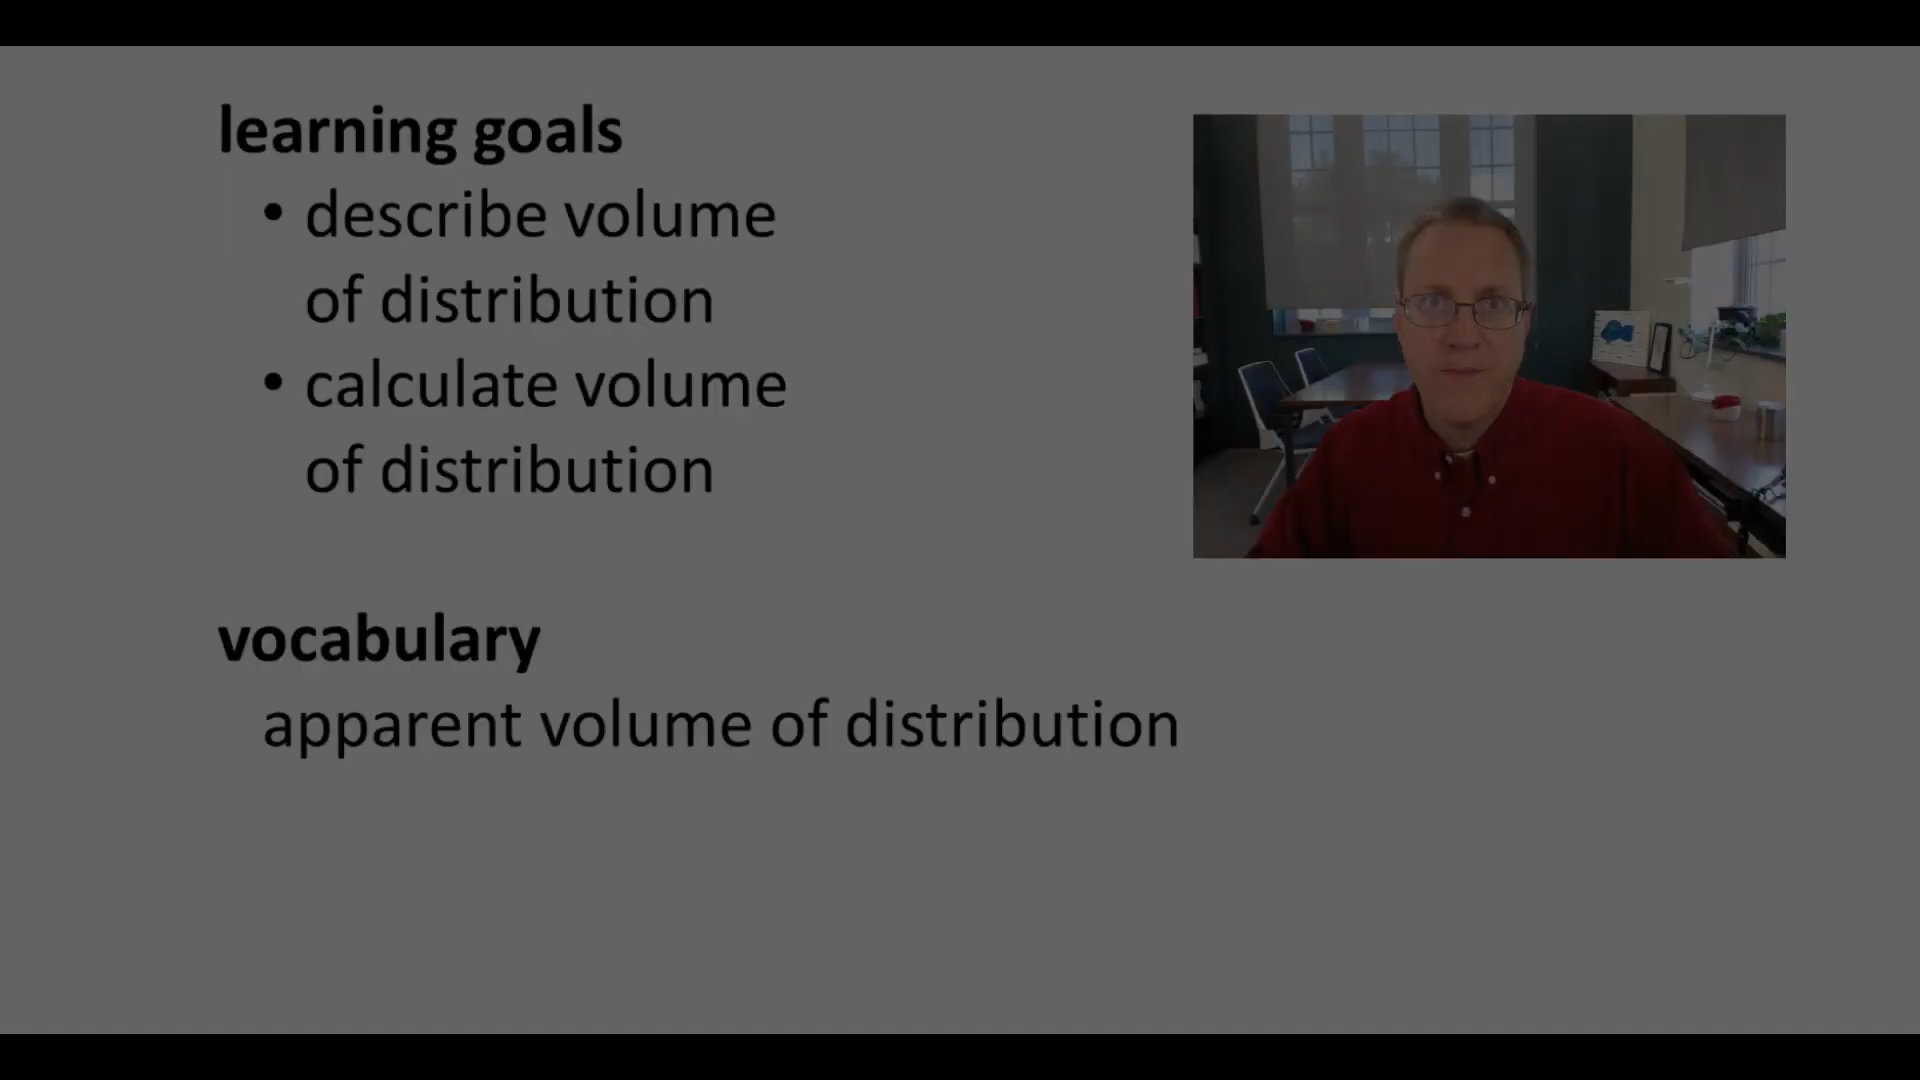 learning goals
• describe volume
of distribution
• calculate volume
of distribution
vocabulary
apparent volume of distribution